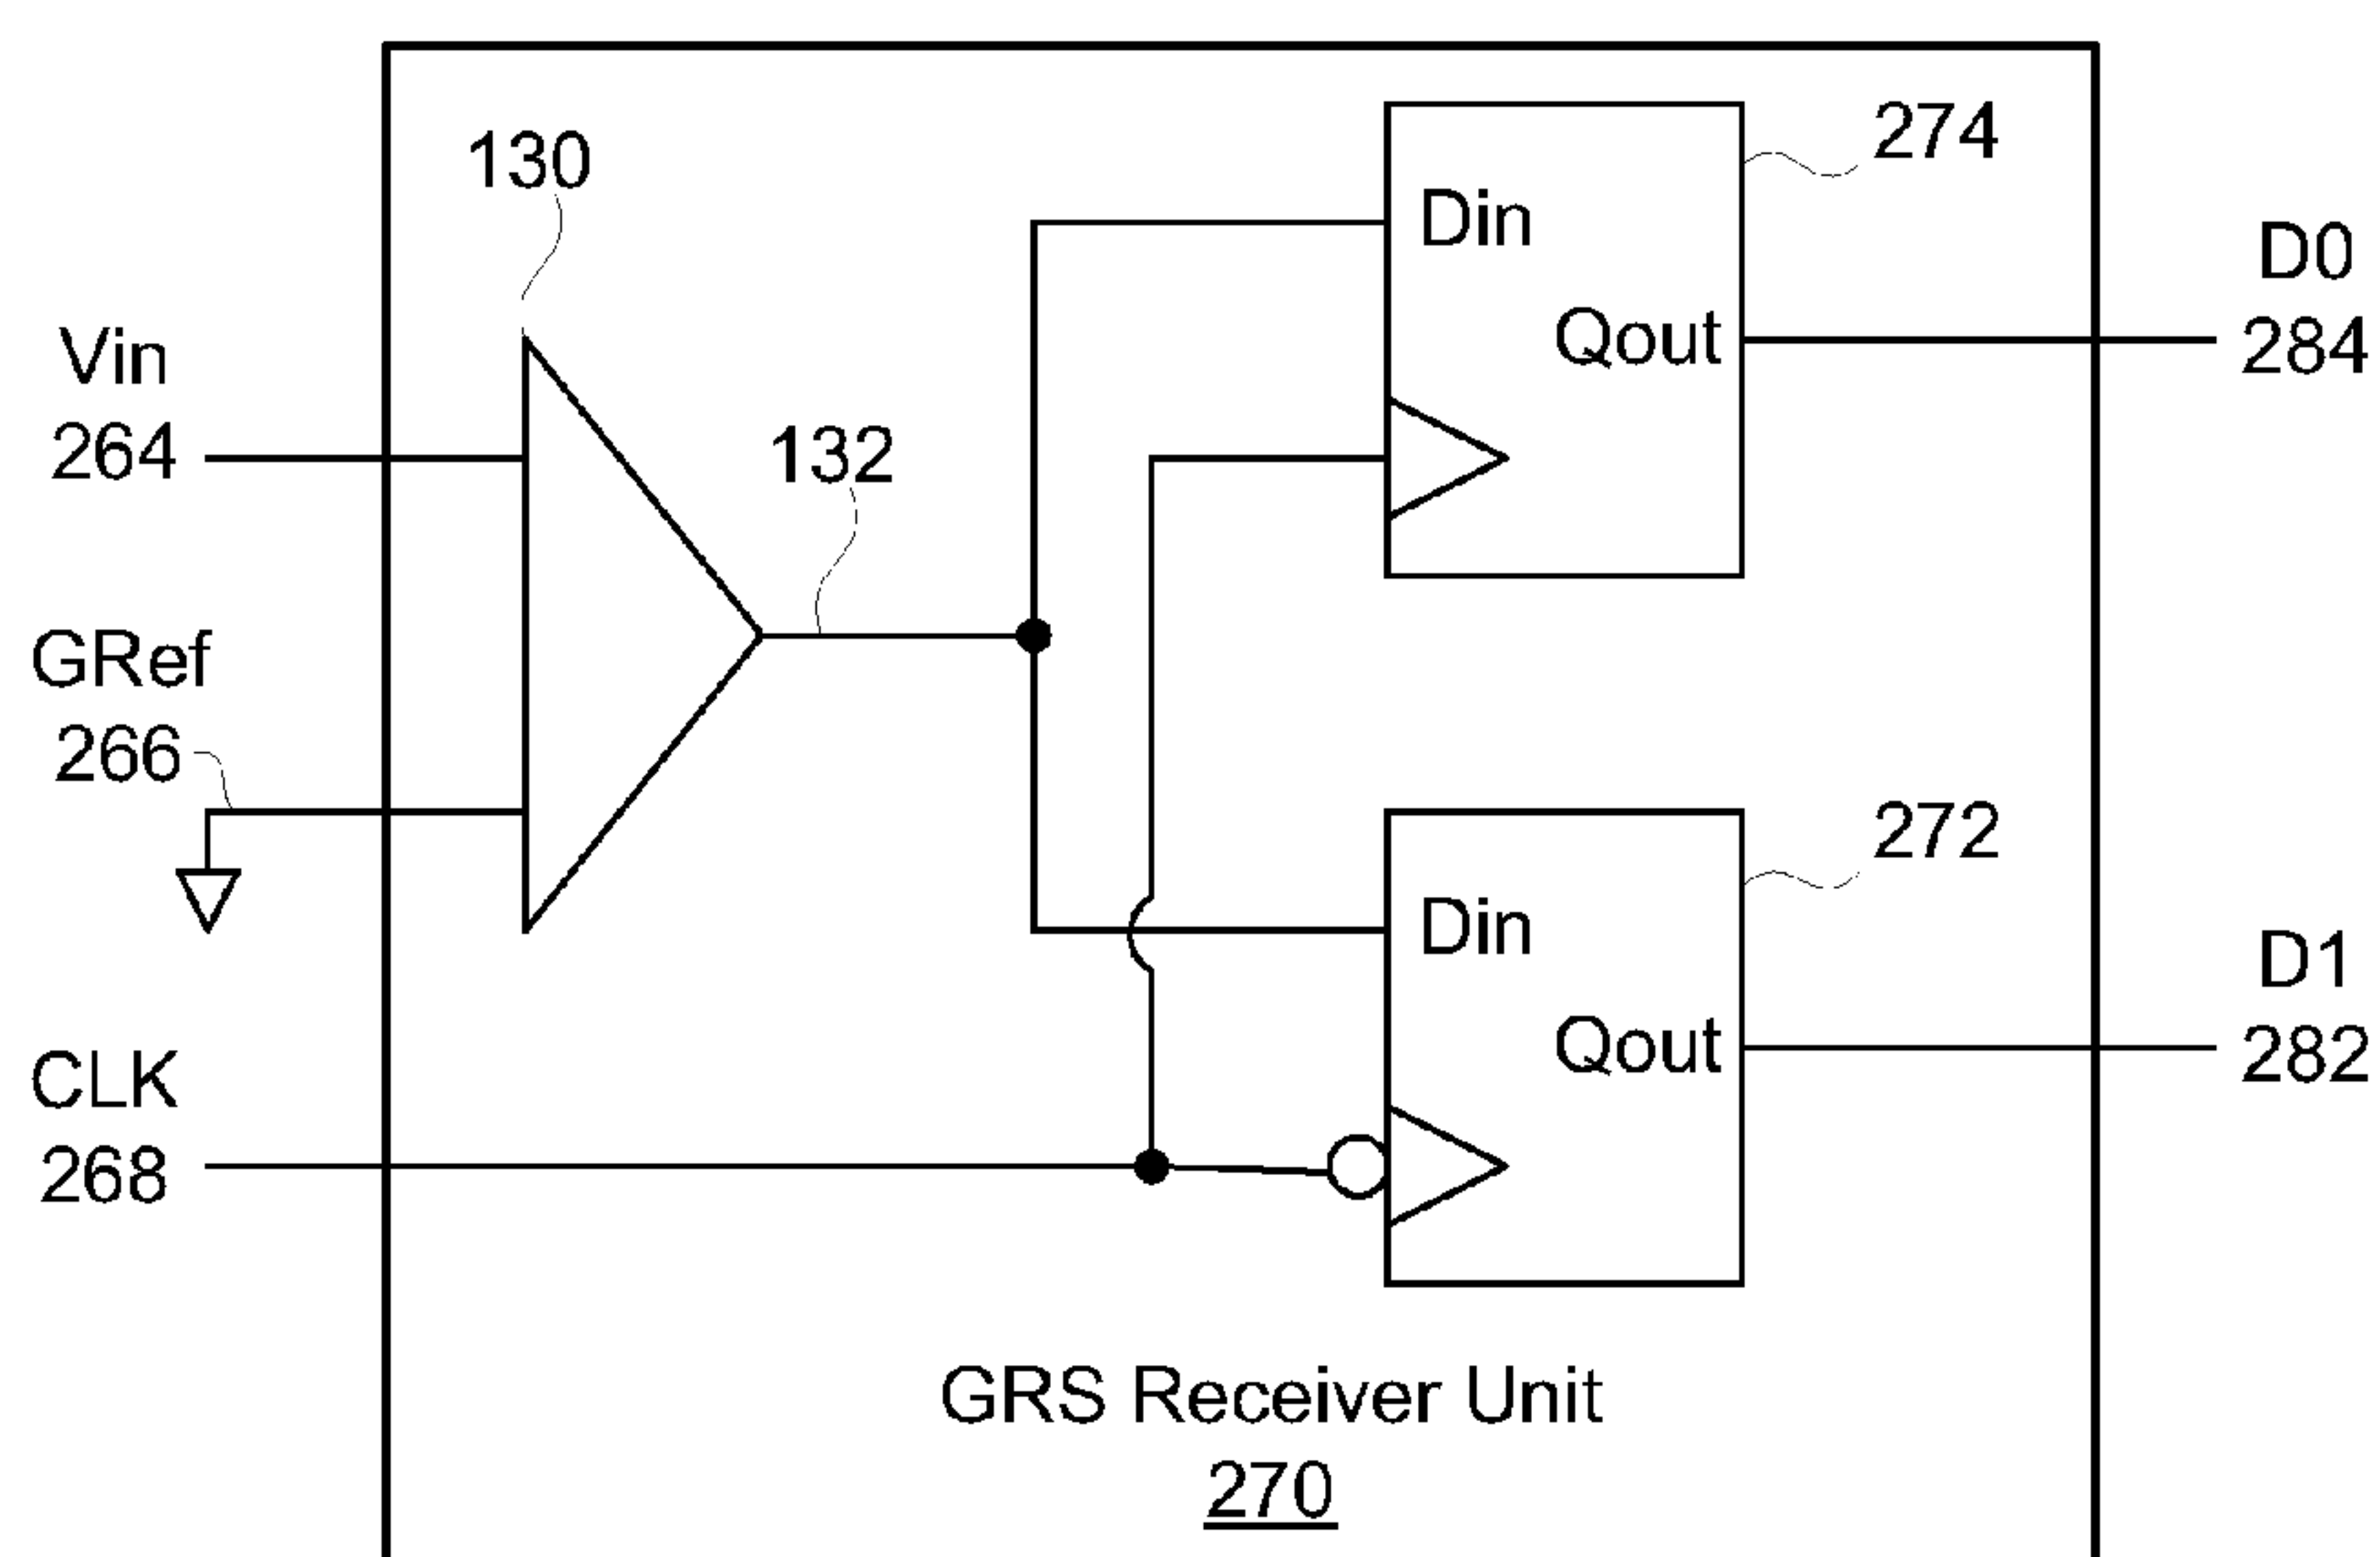 130
274
Din
D0
Qout
284
Vin
264
132
GRef
266
272
Din
D1
Qout
282
CLK
268
GRS Receiver Unit
270